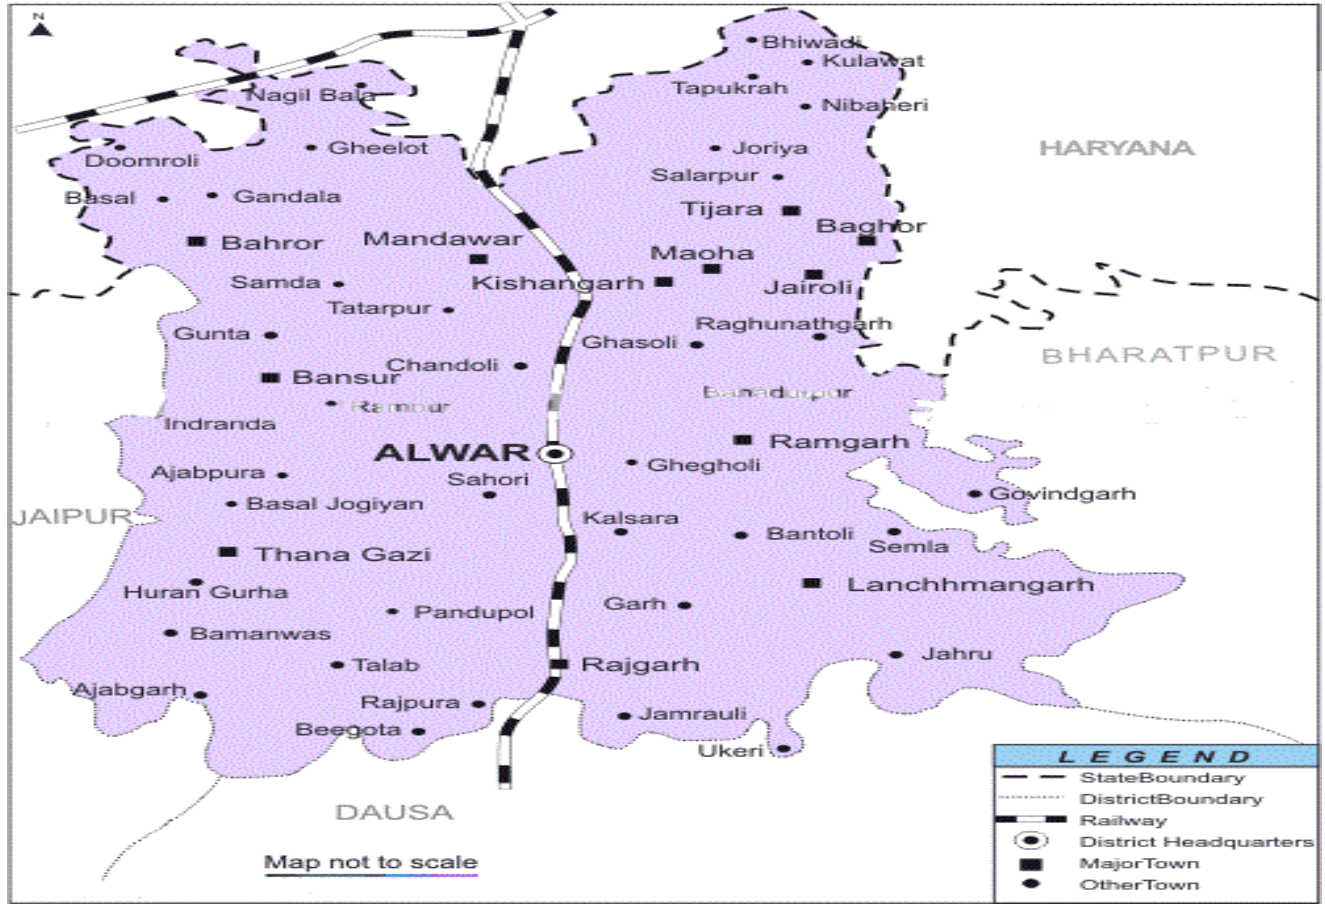 N
Bhiwadi
Kulawat
Tapukrah
Nagil Bala
Nibaheri
HARYANA
Doomroli
Gheelot
Joriya
Salarpur
Basal
Gandala
Tijara
Baghor
Bahror
Mandawar
Maoha
Samda
Kishangarh
Jairoli
Tatarpur
Gunta
Ghasoli
Raghunathgarh
BHARATPUR
Chandoli
Bansur
Rampur
Indranda
ALWAR
Ramgarh
Ghegholi
Ajabpura
Sahori
Basal Jogiyan
Govindgarh
JAIPUR
Kalsara
Bantoli
Semla
Thana Gazi
Huran Gurha
Lanchhmangarh
Garh
Pandupol
Bamanwas
Talab
Rajgarh
Jahru
Ajabgarh
Rajpura
Jamrauli
Beegota
Ukeri
DAUSA
Map not to scale
LEGEND
StateBoundary
DistrictBoundary
Railway
District Headquarters
MajorTown
OtherTown